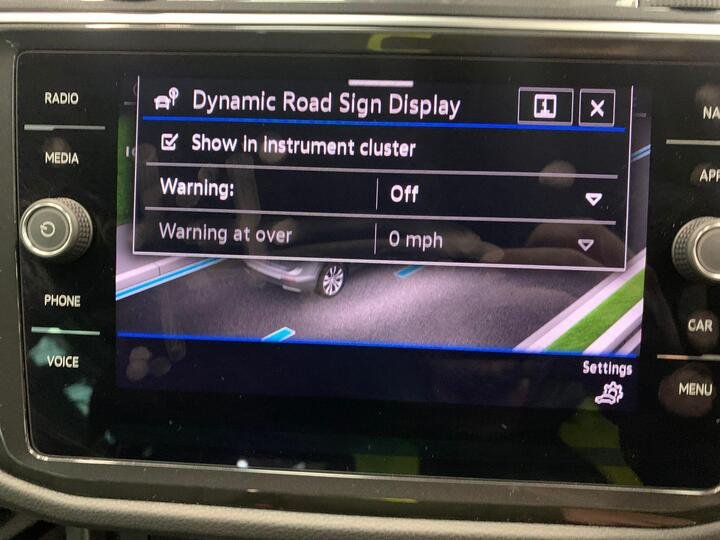 RADIO
MEDIA
PHONE
VOICE
Dynamic Road Sign Display
Show in instrument cluster
Warning: Off
Warning at over 0 mph
Settings
CAR
MENU